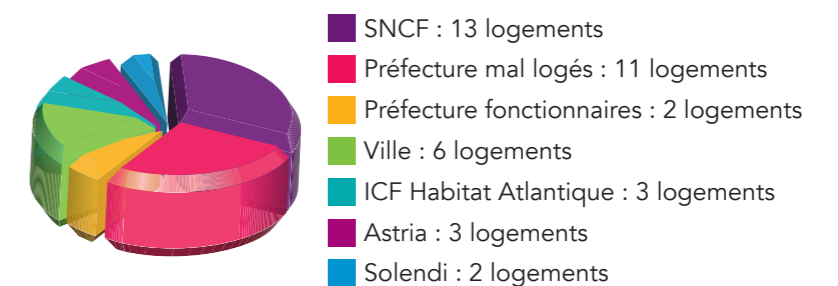 SNCF : 13 logements
Préfecture mal logés : 11 logements
Préfecture fonctionnaires : 2 logements
Ville : 6 logements
ICF Habitat Atlantique : 3 logements
Astria : 3 logements
Solendi : 2 logements